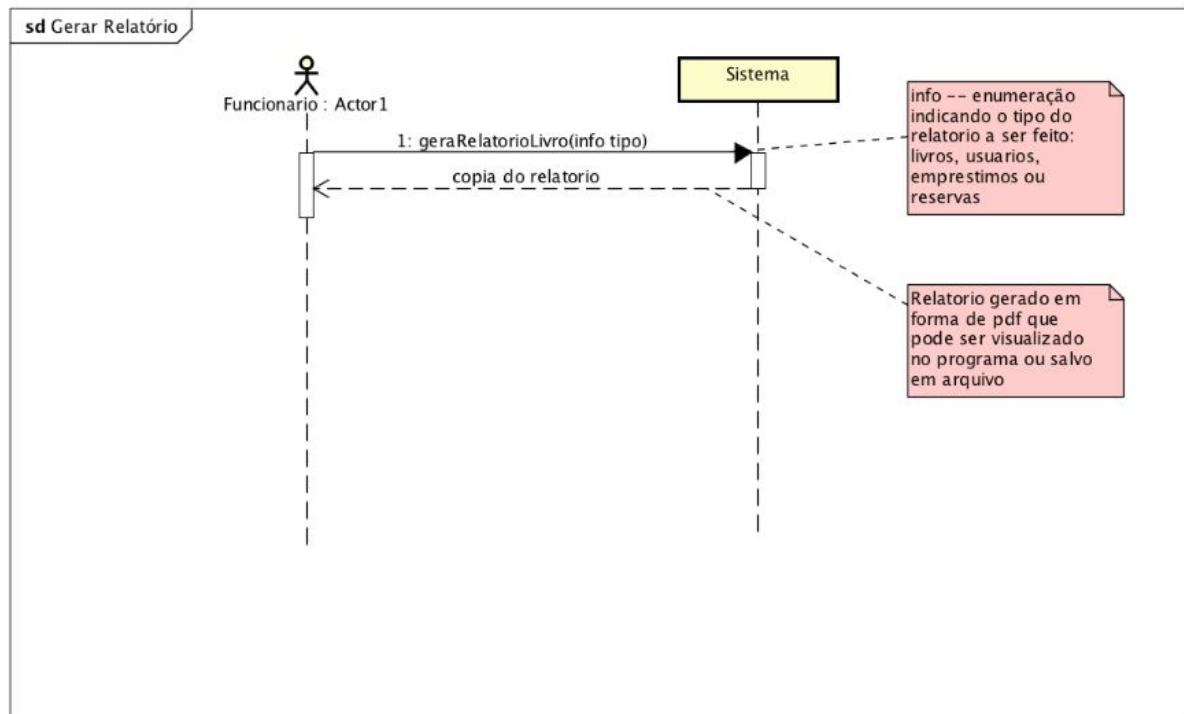 sd Gerar Relatório
Sistema
Funcionario : Actor1
info -- enumeração
indicando o tipo do
relatorio a ser feito:
livros, usuarios,
emprestimos ou
reservas
1: geraRelatorioLivro(info tipo)
copia do relatorio
Relatorio gerado em
forma de pdf que
pode ser visualizado
no programa ou salvo
em arquivo